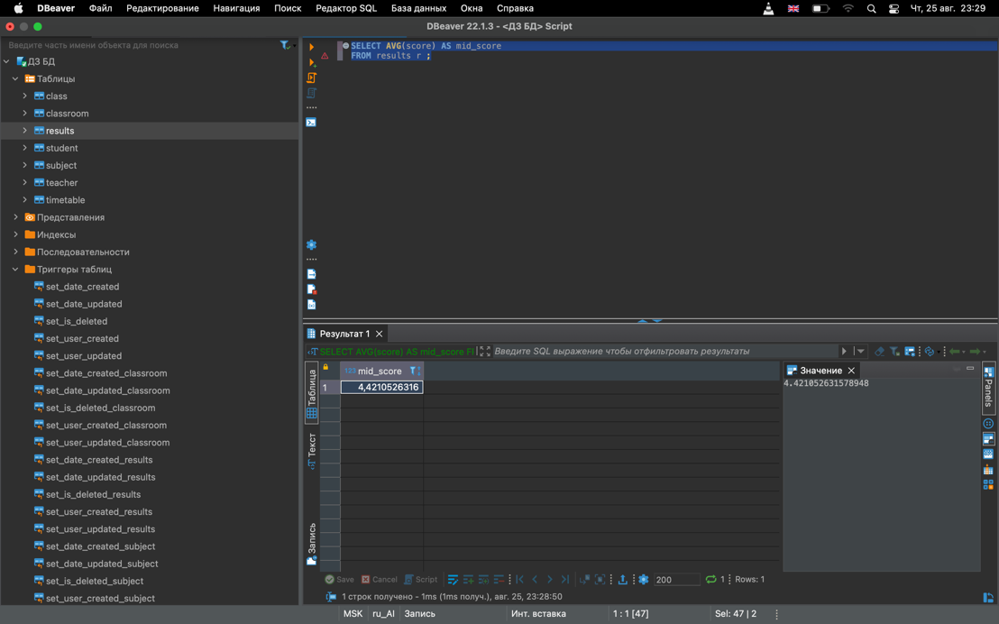 DBeaver Файл Редактирование Навигация Поиск Редактор SQL База данных Окна Справка Чт, 25 авг. 23:29
DBeaver 22.1.3 - <ДЗ БД> Script
Введите часть имени объекта для поиска
ДЗ БД
Таблицы
class
classroom
results
student
subject
teacher
timetable
Представления
Индексы
Последовательности
Триггеры таблиц
set_date_created
set_date_updated
set_is_deleted
set_user_created
set_user_updated
set_date_created_classroom
set_date_updated_classroom
set_is_deleted_classroom
set_user_created_classroom
set_user_updated_classroom
set_date_created_results
set_date_updated_results
set_is_deleted_results
set_user_created_results
set_user_updated_results
set_date_created_subject
set_date_updated_subject
set_is_deleted_subject
set_user_created_subject
SELECT AVG(score) AS mid_score
FROM results r ;
Результат 1
SELECT AVG(score) AS mid_score Введите SQL выражение чтобы отфильтровать результаты
Таблица
Текст
Запись
123 mid_score
1 4,4210526316
Значение
4.421052631578948
Panels
Save Cancel Script 200 1 Rows: 1
1 строк получено - 1ms (1ms получ.), авг. 25, 23:28:50
MSK ru_AI Запись Инт. вставка 1 : 1 [47] Sel: 47 | 2